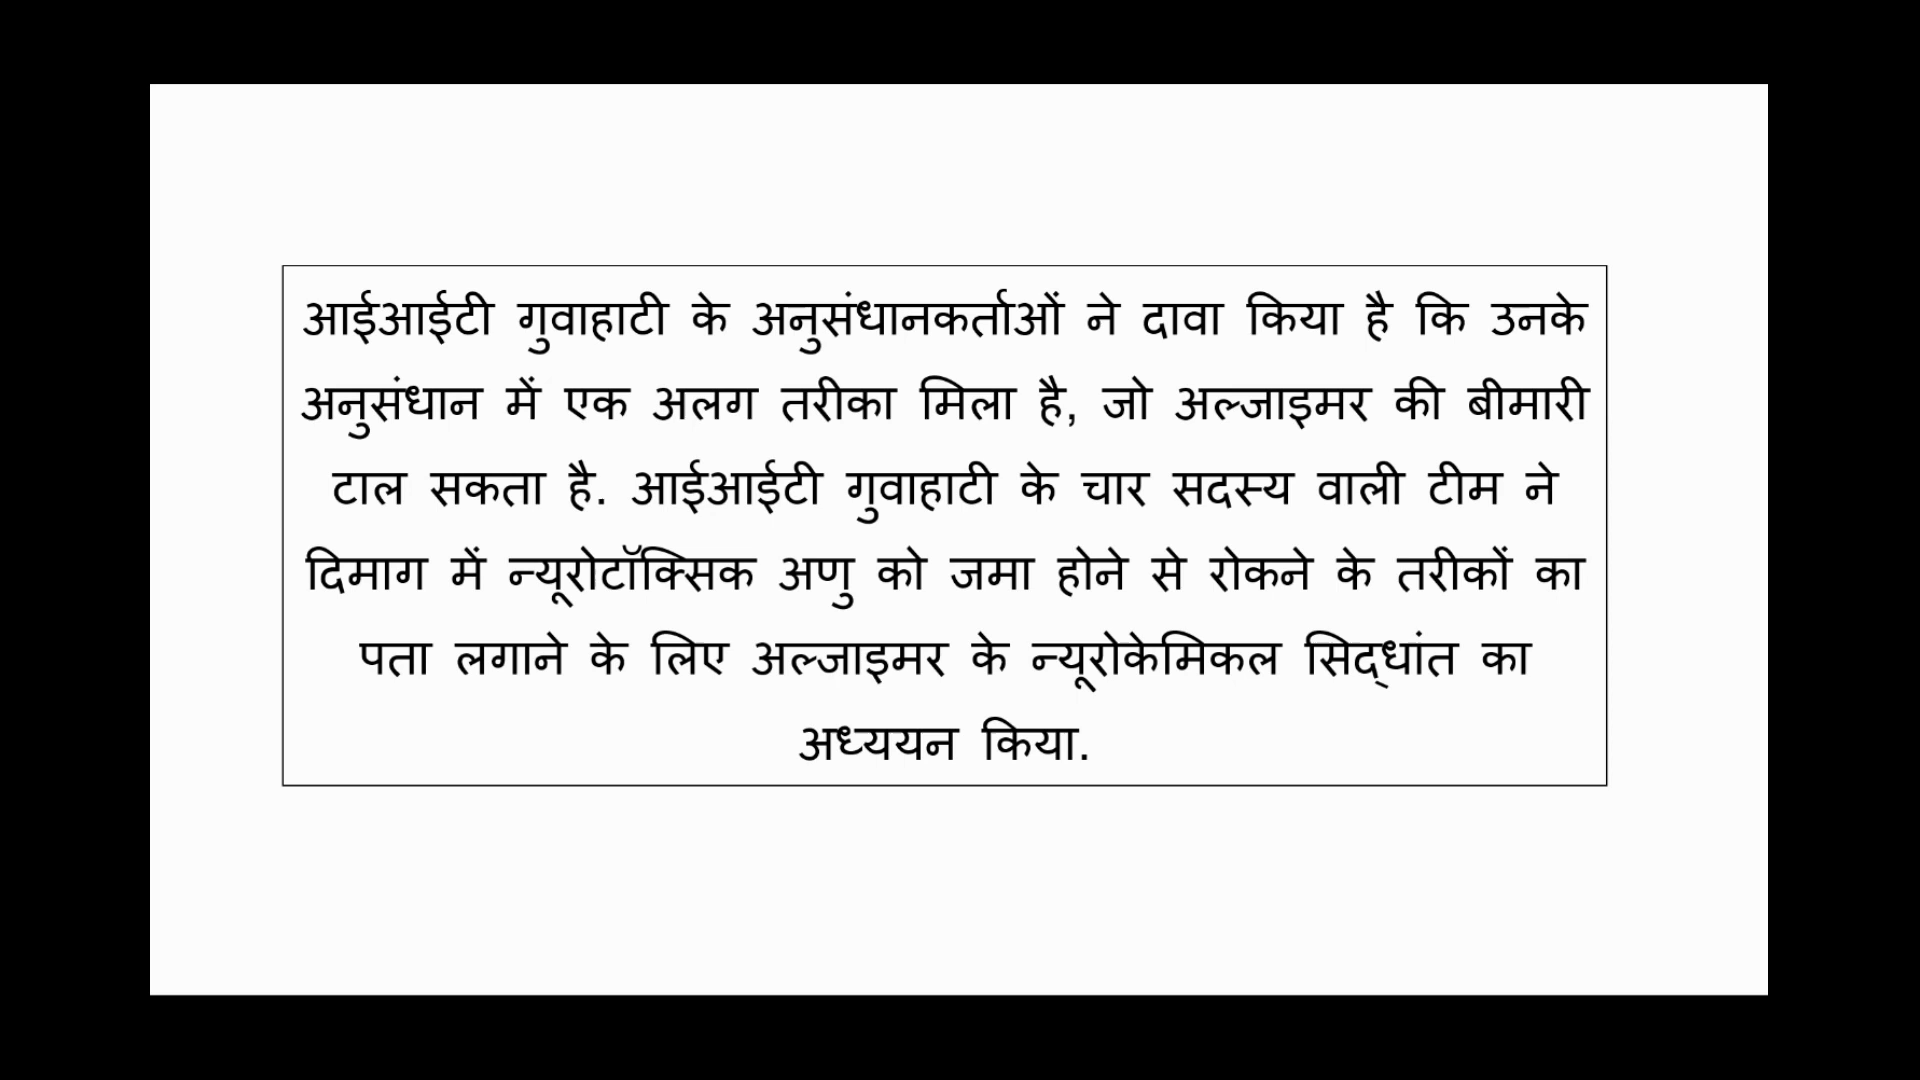 आईआईटी गुवाहाटी के अनुसंधानकर्ताओं ने दावा किया है कि उनके
अनुसंधान में एक अलग तरीका मिला है, जो अल्जाइमर की बीमारी
टाल सकता है. आईआईटी गुवाहाटी के चार सदस्य वाली टीम ने
दिमाग में न्यूरोटॉक्सिक अणु को जमा होने से रोकने के तरीकों का
पता लगाने के लिए अल्जाइमर के न्यूरोकेमिकल सिद्धांत का
अध्ययन किया.